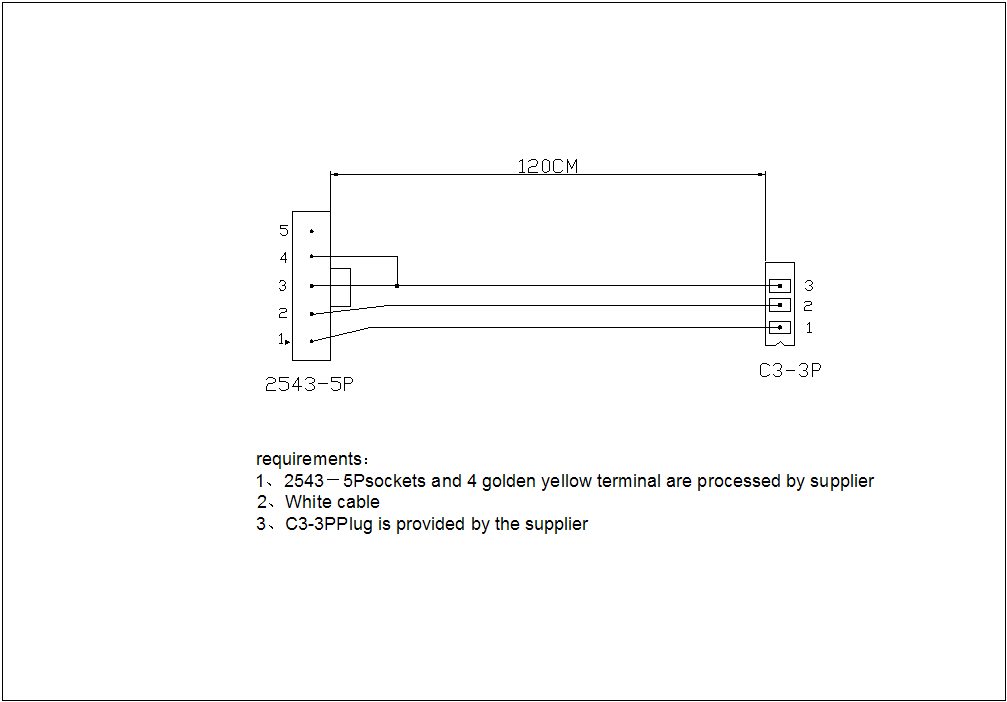 120CM
5
4
3
2
1
3
2
1
2543-5P
C3-3P
requirements：
1、2543－5Psockets and 4 golden yellow terminal are processed by supplier
2、White cable
3、C3-3PPlug is provided by the supplier